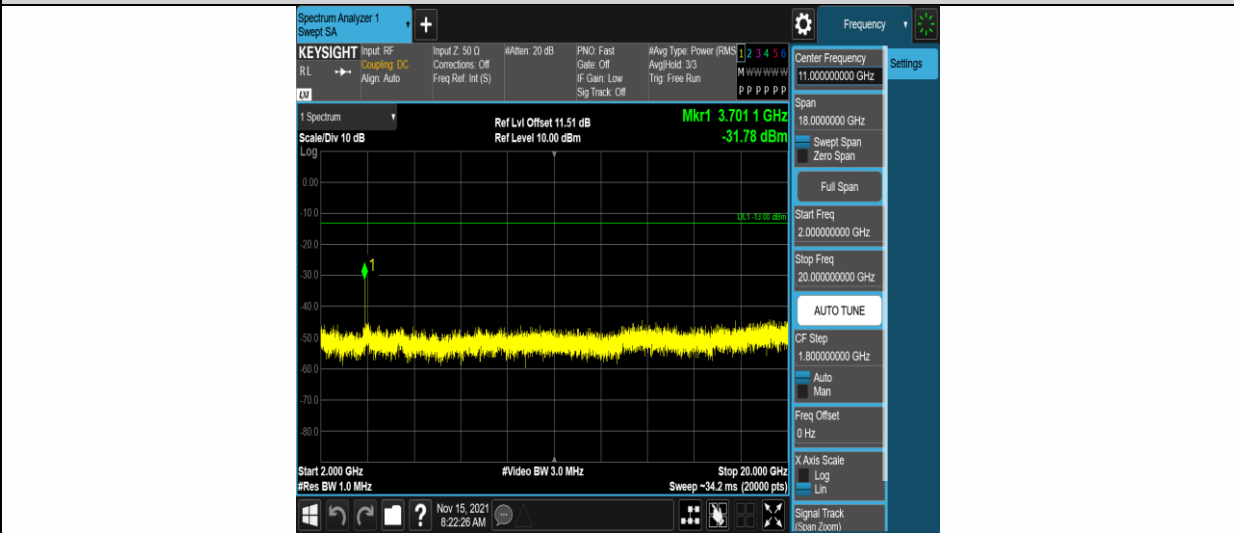 Spectrum Analyzer 1
Swept SA
+
Frequency
KEYSIGHT
RL
LXI
Input: RF
Coupling: DC
Align: Auto
Input Z: 50 Ω
Corrections: Off
Freq Ref: Int (S)
#Atten: 20 dB
PNO: Fast
Gate: Off
IF Gain: Low
Sig Track: Off
#Avg Type: Power (RMS
Avg|Hold: 3/3
Trig: Free Run
1 2 3 4 5 6
M W W W W W
P P P P P P
1 Spectrum
Scale/Div 10 dB
Log
Ref Lvl Offset 11.51 dB
Ref Level 10.00 dBm
Mkr1 3.701 1 GHz
-31.78 dBm
0.00
-10.0
DL1 -13.00 dBm
-20.0
-30.0
1
-40.0
-50.0
-60.0
-70.0
-80.0
Start 2.000 GHz
#Res BW 1.0 MHz
#Video BW 3.0 MHz
Stop 20.000 GHz
Sweep ~34.2 ms (20000 pts)
Nov 15, 2021
8:22:26 AM
?
Center Frequency
11.000000000 GHz
Settings
Span
18.0000000 GHz
Swept Span
Zero Span
Full Span
Start Freq
2.000000000 GHz
Stop Freq
20.000000000 GHz
AUTO TUNE
CF Step
1.800000000 GHz
Auto
Man
Freq Offset
0 Hz
X Axis Scale
Log
Lin
Signal Track
(Span Zoom)